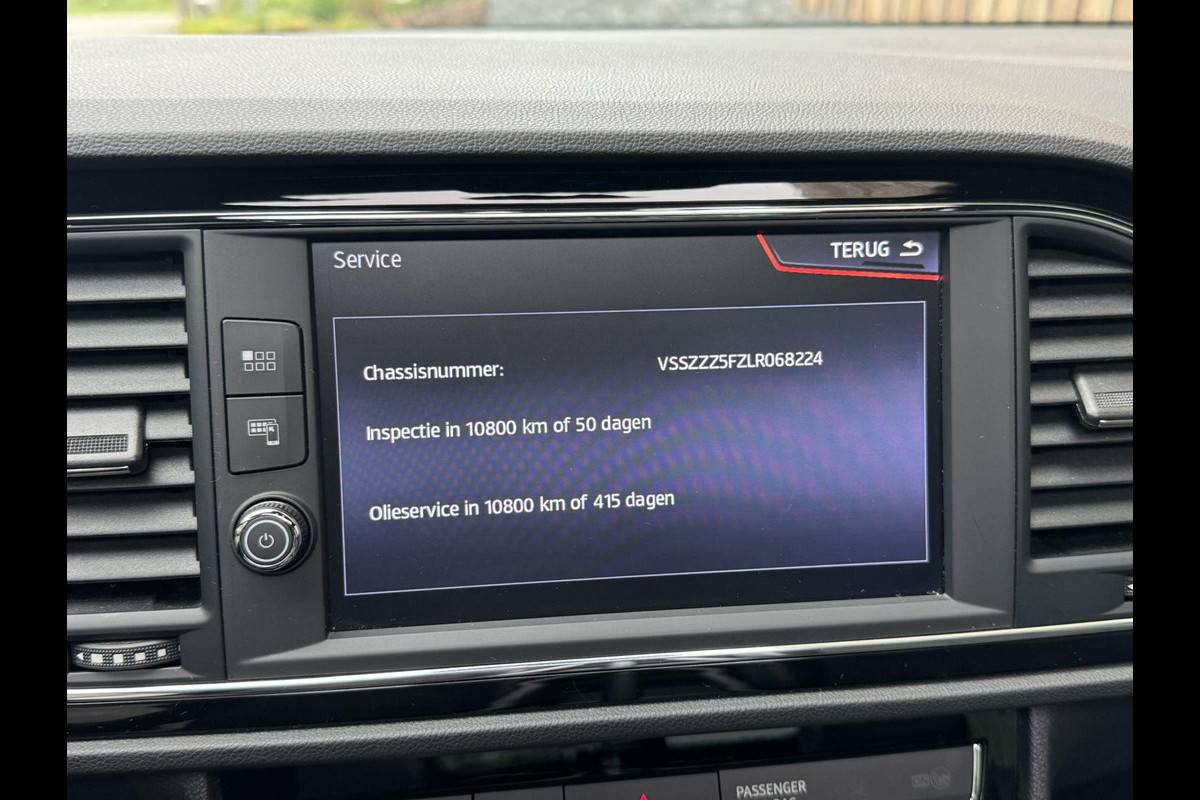 Service
TERUG
Chassisnummer: VSSZZZ5FZLR068224
Inspectie in 10800 km of 50 dagen
Olieservice in 10800 km of 415 dagen
PASSENGER